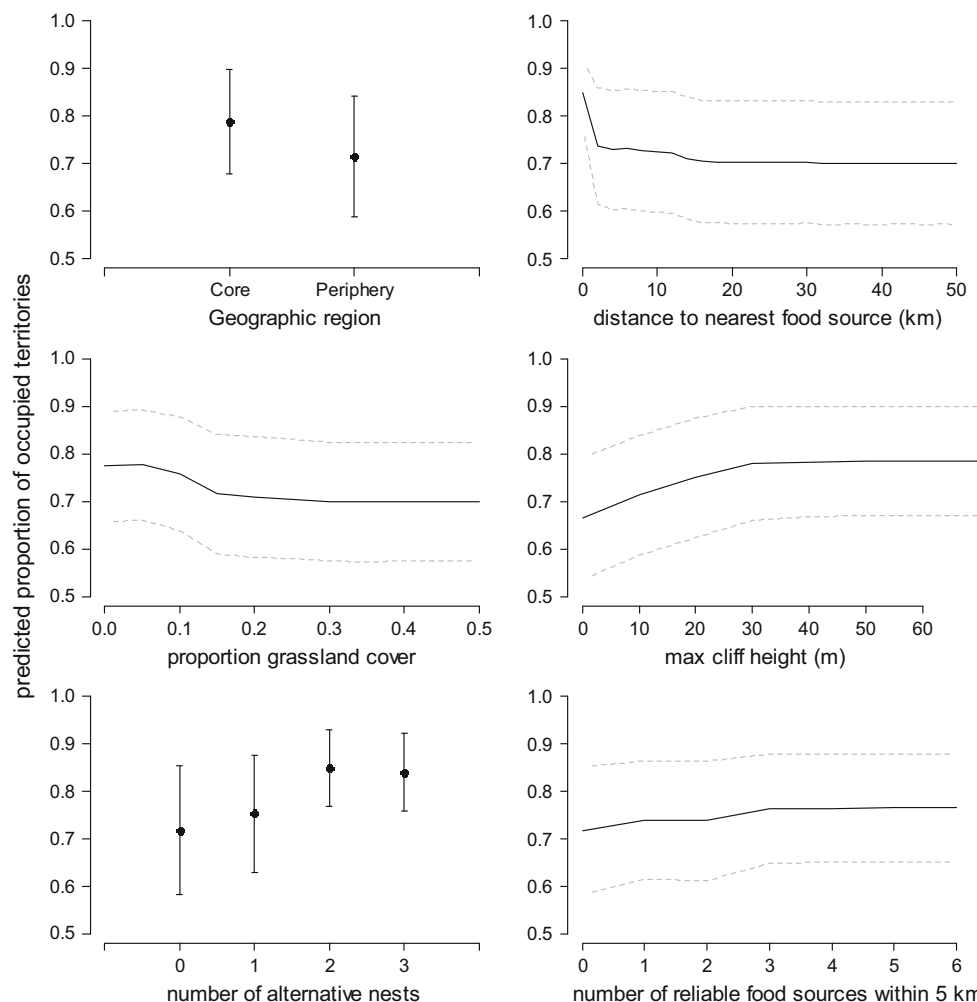 predicted proportion of occupied territories
1.0
0.9
0.8
0.7
0.6
0.5
Core Periphery
Geographic region
1.0
0.9
0.8
0.7
0.6
0.5
0 10 20 30 40 50
distance to nearest food source (km)
1.0
0.9
0.8
0.7
0.6
0.5
0.0 0.1 0.2 0.3 0.4 0.5
proportion grassland cover
1.0
0.9
0.8
0.7
0.6
0.5
0 10 20 30 40 50 60
max cliff height (m)
1.0
0.9
0.8
0.7
0.6
0.5
0 1 2 3
number of alternative nests
1.0
0.9
0.8
0.7
0.6
0.5
0 1 2 3 4 5 6
number of reliable food sources within 5 km